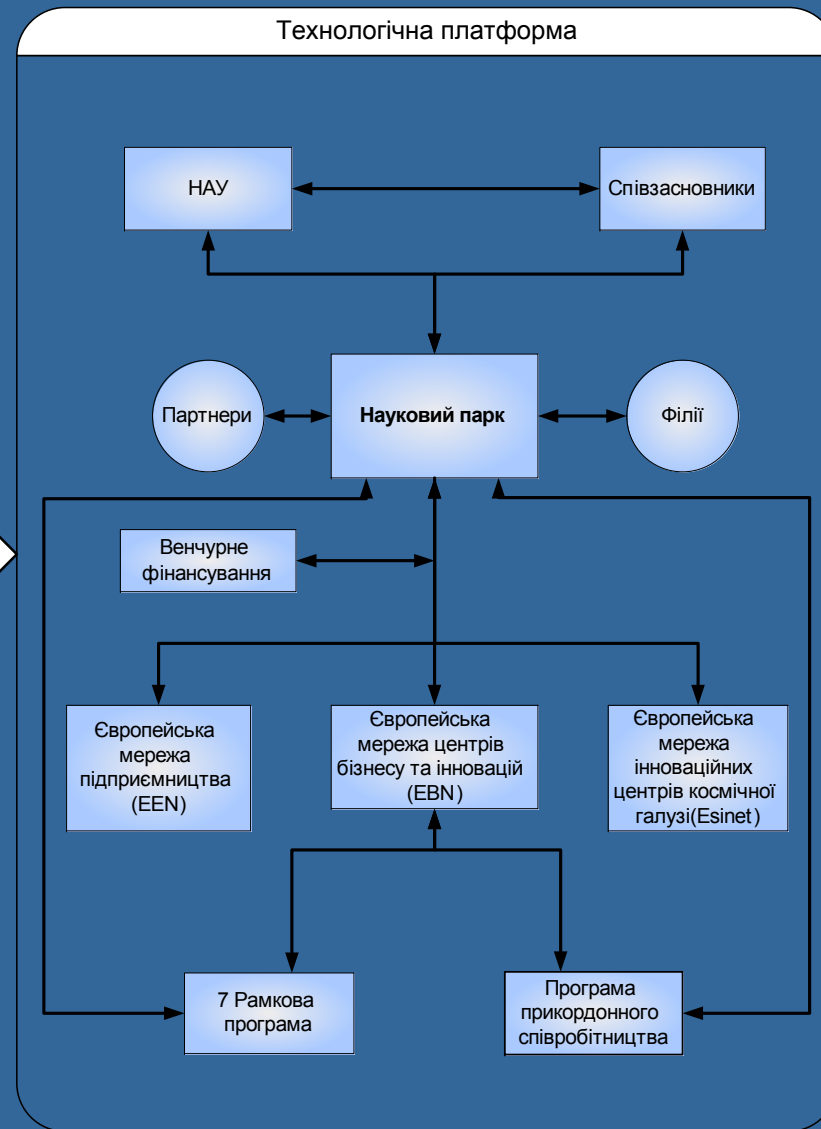 Технологічна платформа
НАУ
Співзасновники
Партнери
Науковий парк
Філії
Венчурне
фінансування
Європейська
мережа
підприємництва
(EEN)
Європейська
мережа центрів
бізнесу та інновацій
(EBN)
Європейська
мережа
інноваційних
центрів космічної
галузі(Esinet)
7 Рамкова
програма
Програма
прикордонного
співробітництва